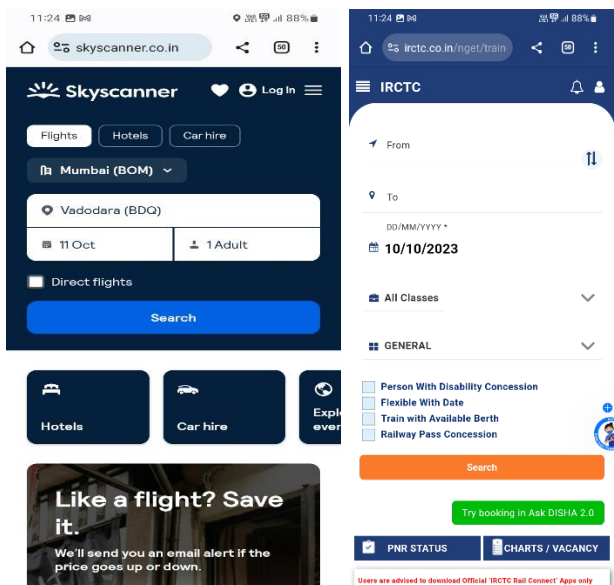 11:24
88%
skyscanner.co.in
50
Skyscanner
Log In
Flights
Hotels
Car hire
Mumbai (BOM)
Vadodara (BDQ)
11 Oct
1 Adult
Direct flights
Search
Hotels
Car hire
Expl
ever
Like a flight? Save
it.
We'll send you an email alert if the
price goes up or down.
11:24
88%
irctc.co.in/nget/train
50
IRCTC
From
To
DD/MM/YYYY *
10/10/2023
All Classes
GENERAL
Person With Disability Concession
Flexible With Date
Train with Available Berth
Railway Pass Concession
Search
Try booking in Ask DISHA 2.0
PNR STATUS
CHARTS / VACANCY
Users are advised to download Official 'IRCTC Rail Connect' Apps only